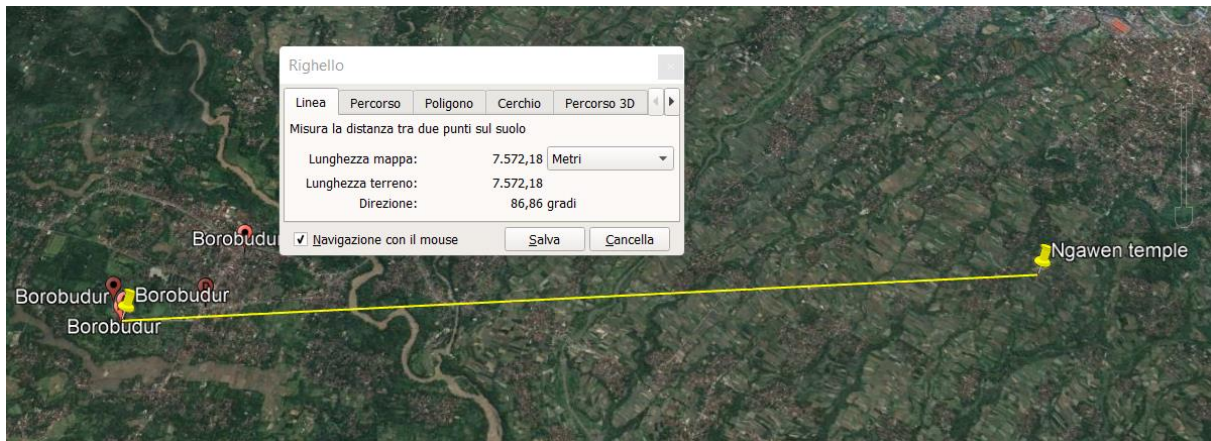 Righello
Linea Percorso Poligono Cerchio Percorso 3D
Misura la distanza tra due punti sul suolo
Lunghezza mappa: 7.572,18 Metri
Lunghezza terreno: 7.572,18
Direzione: 86,86 gradi
Navigazione con il mouse Salva Cancella
Borobudu
Ngawen temple
Borobudur Borobudur
Borobudur